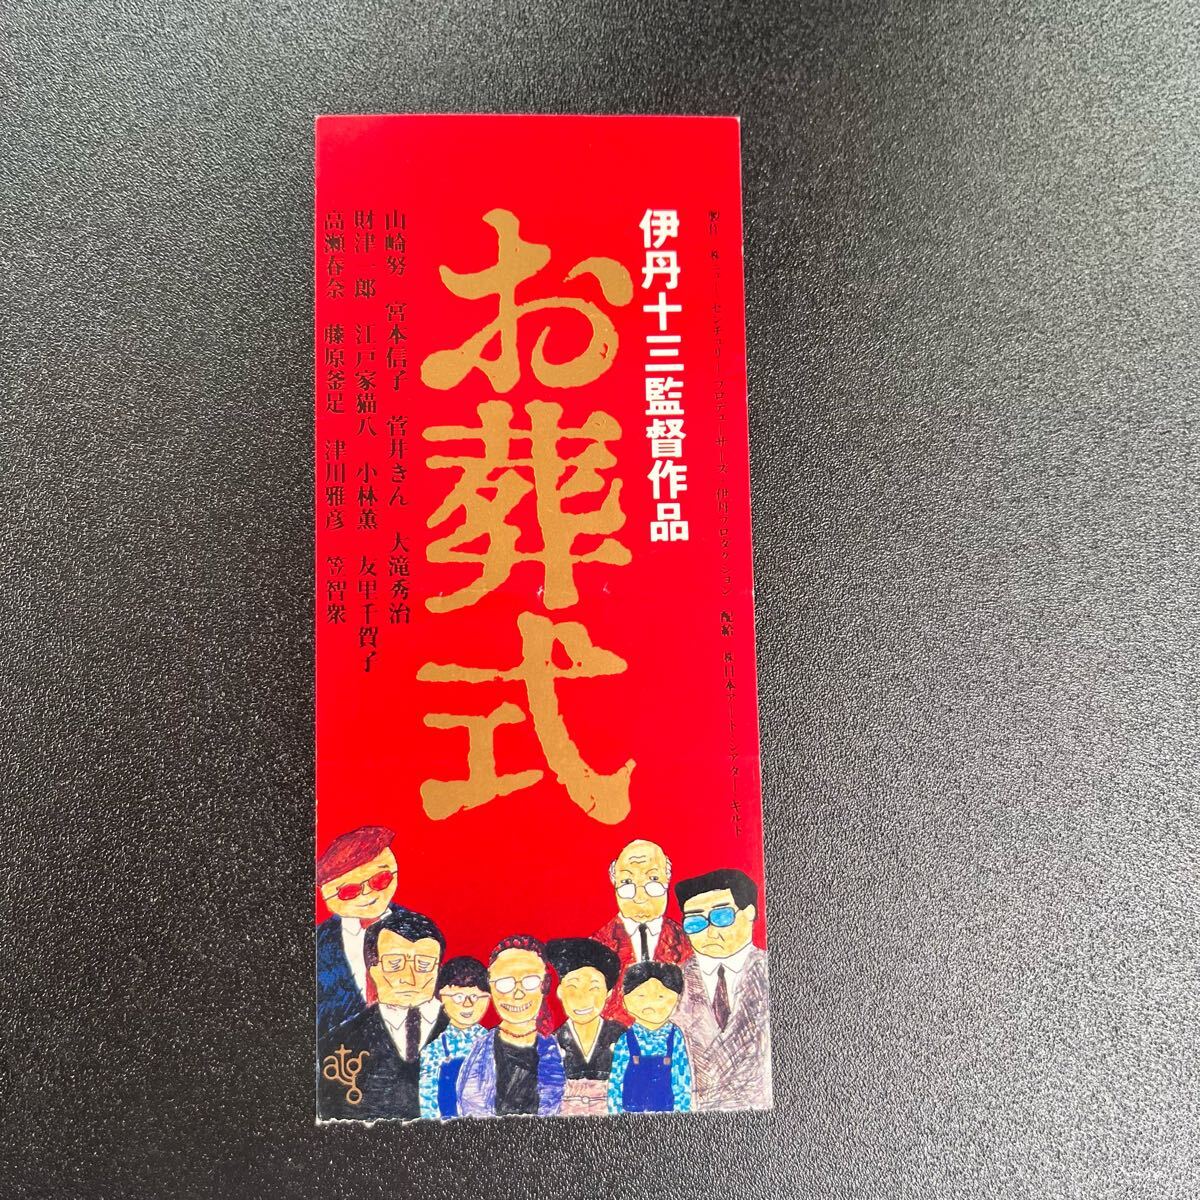 製作 株ニュー・センチュリー・プロデューサーズ・伊丹プロダクション 配給 株日本アート・シアター・ギルド
伊丹十三監督作品
お葬式
山崎努 宮本信子 菅井きん 大滝秀治
財津一郎 江戸家猫八 小林薫 友里千賀子
高瀬春奈 藤原釜足 津川雅彦 笠智衆
atg